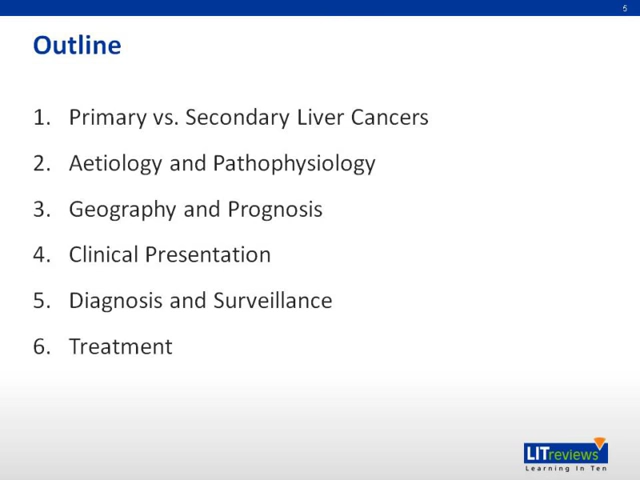 5
Outline
1. Primary vs. Secondary Liver Cancers
2. Aetiology and Pathophysiology
3. Geography and Prognosis
4. Clinical Presentation
5. Diagnosis and Surveillance
6. Treatment
LITreviews
Learning In Ten